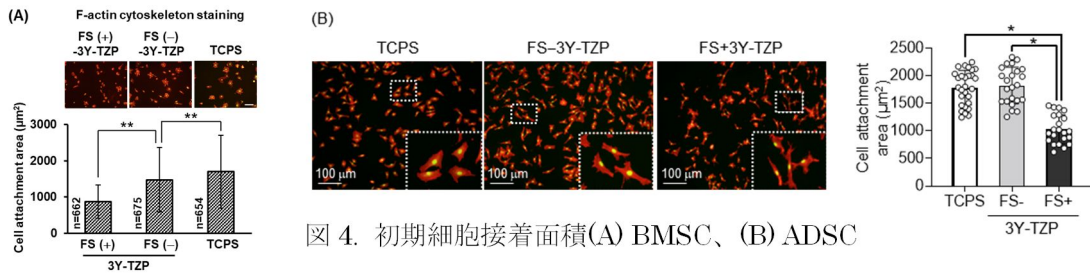 (A)
F-actin cytoskeleton staining
FS (+) FS (−) TCPS
-3Y-TZP -3Y-TZP
Cell attachment area (μm²)
3000
2000
1000
0
**
**
n=662
n=675
n=654
FS (+) FS (−) TCPS
3Y-TZP
(B)
TCPS FS−3Y-TZP FS+3Y-TZP
100 μm 100 μm 100 μm
Cell attachment
area (μm²)
2500
2000
1500
1000
500
0
*
*
TCPS FS- FS+
3Y-TZP
図 4. 初期細胞接着面積(A) BMSC、(B) ADSC